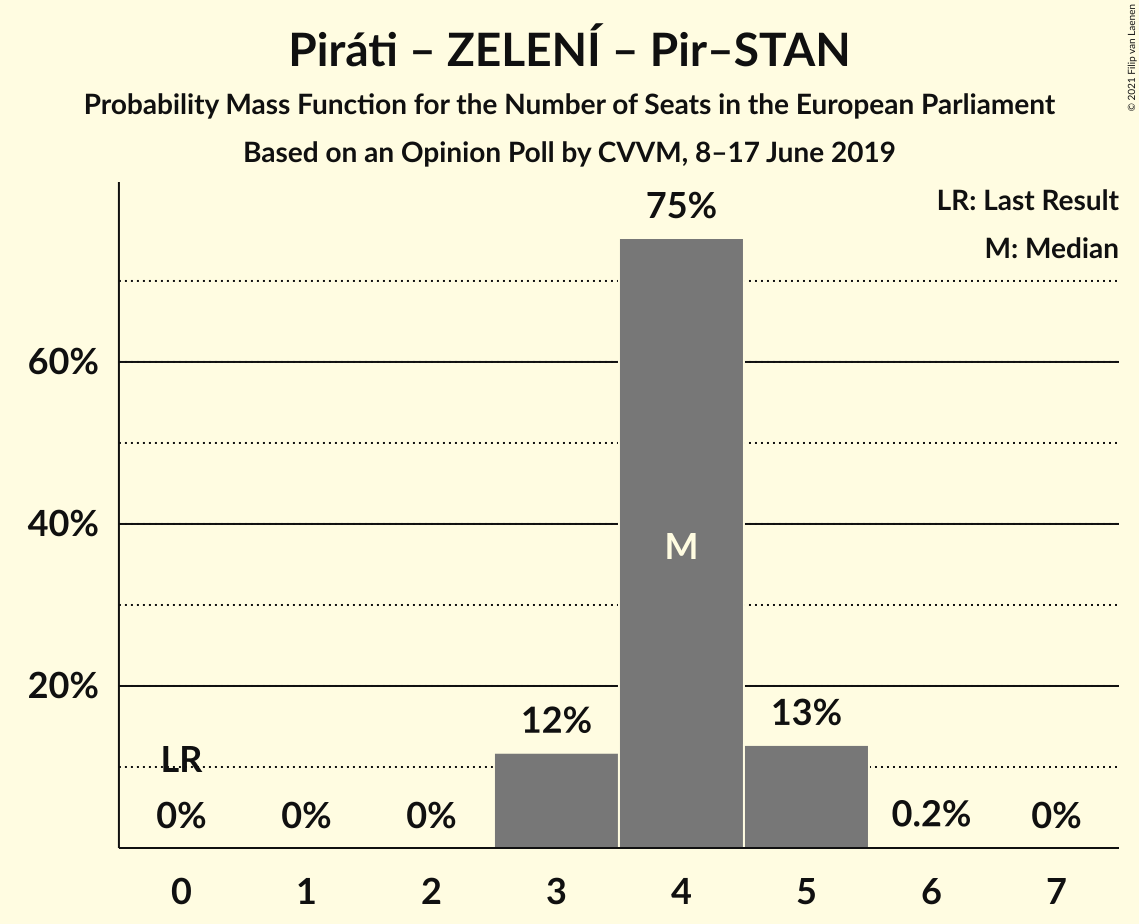 Piráti – ZELENÍ – Pir–STAN
Probability Mass Function for the Number of Seats in the European Parliament
Based on an Opinion Poll by CVVM, 8–17 June 2019
© 2021 Filip van Laenen
LR: Last Result
M: Median
75%
60%
40%
M
20%
12%
13%
LR
0%
0%
0%
0.2%
0%
0
1
2
3
4
5
6
7